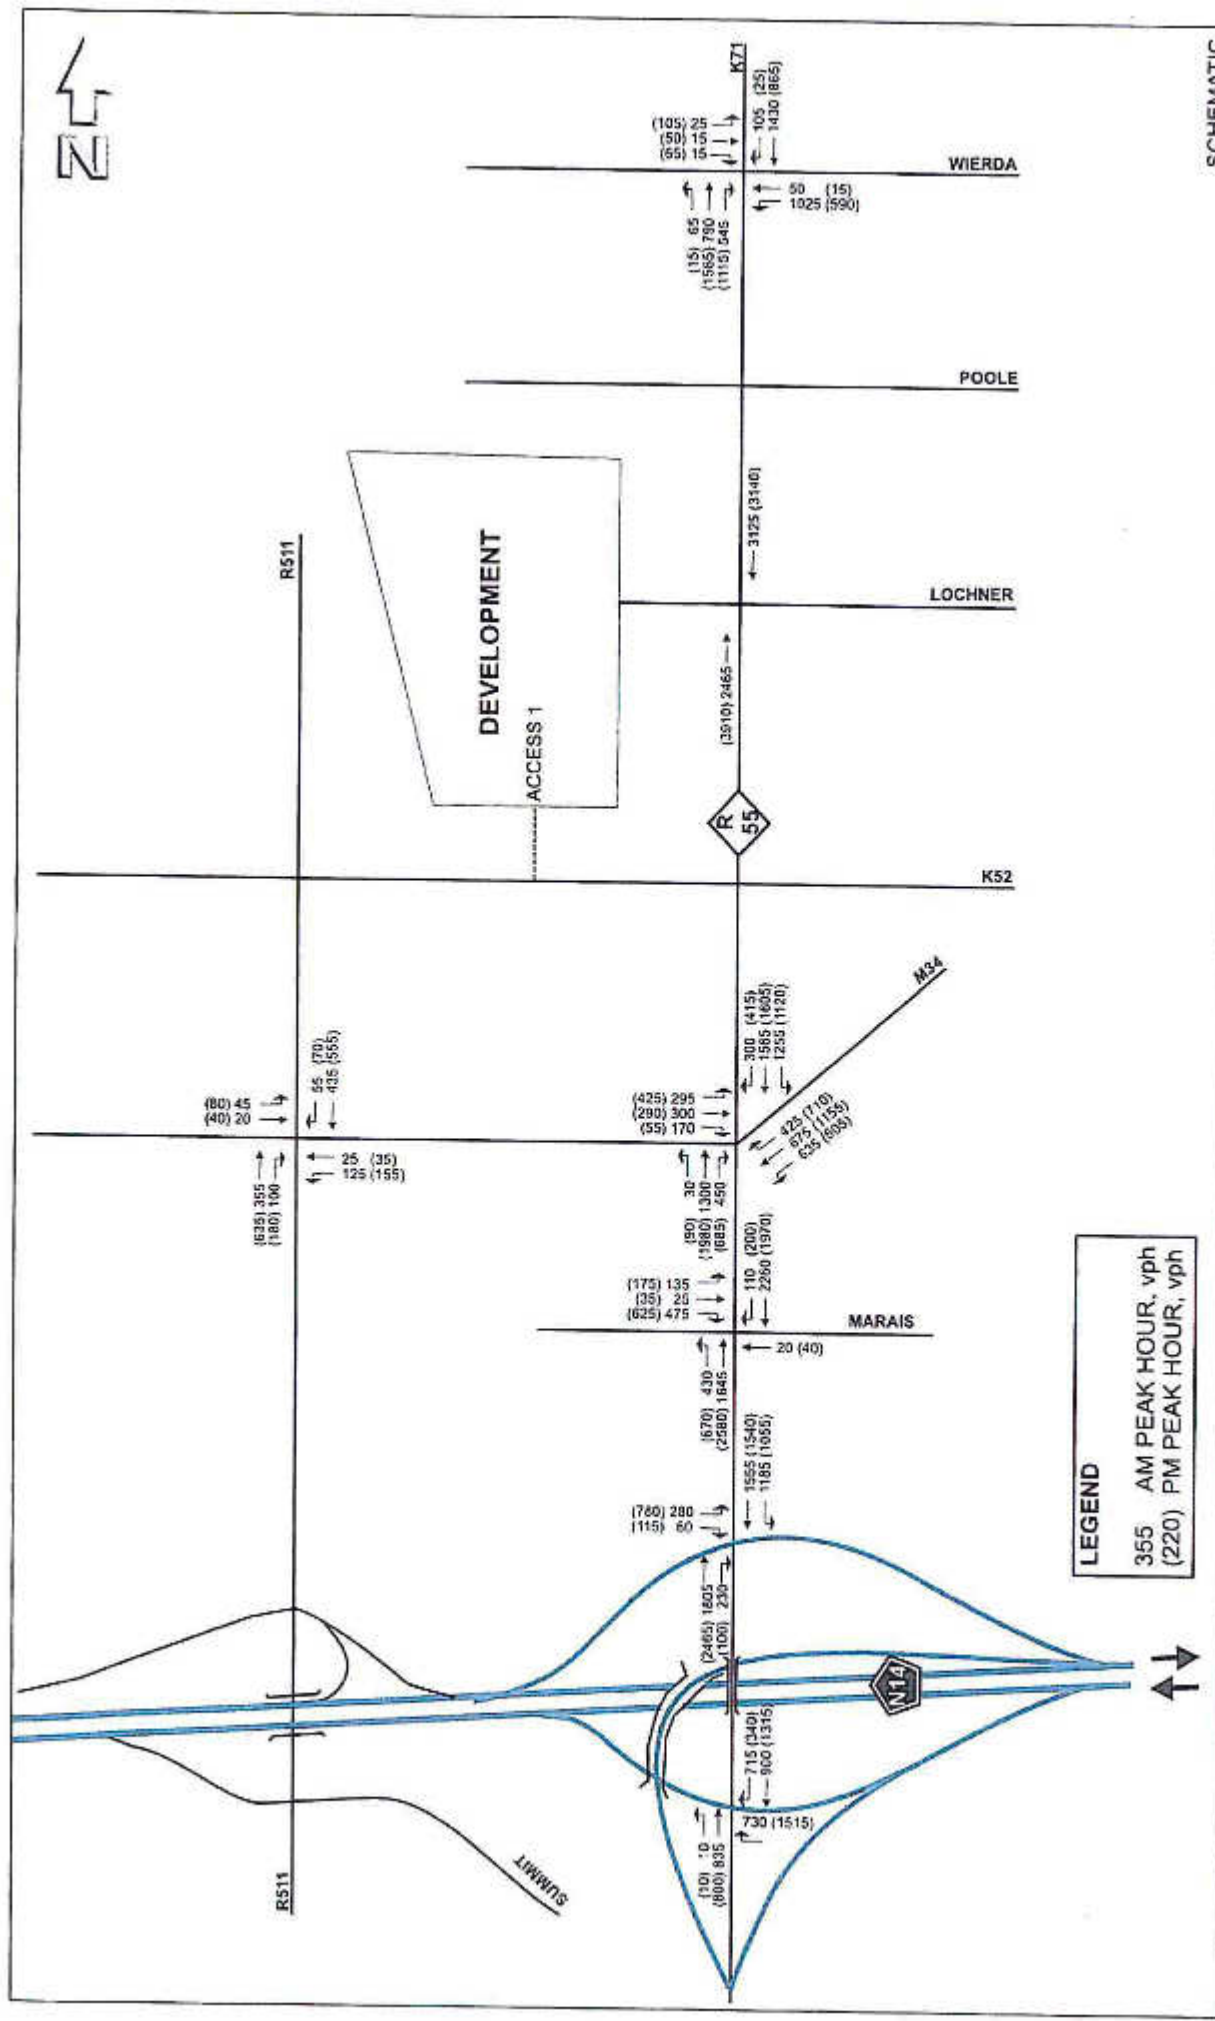 N
SCHEMATIC
K71
(105) 25
(50) 15
(55) 15
105 (25)
1430 (865)
WIERDA
(15) 65
(1565) 790
(1115) 545
50 (15)
1025 (590)
POOLE
3125 (3140)
DEVELOPMENT
ACCESS 1
R511
LOCHNER
(3910) 2465
R
55
K52
M34
(80) 45
(40) 20
55 (70)
435 (555)
(635) 355
(180) 100
25 (35)
125 (155)
(425) 295
(290) 300
(55) 170
300 (415)
1585 (1605)
1255 (1120)
(90) 30
(1980) 1300
(685) 450
425 (710)
675 (1155)
635 (805)
(175) 135
(35) 25
(625) 475
110 (200)
2260 (1970)
MARAIS
(670) 430
(2580) 1645
20 (40)
(780) 280
(115) 60
1555 (1540)
1185 (1055)
(2465) 1805
(100) 230
N14
715 (340)
900 (1315)
(10) 10
(800) 835
730 (1515)
R511
SUMMIT
LEGEND
355 AM PEAK HOUR, vph
(220) PM PEAK HOUR, vph